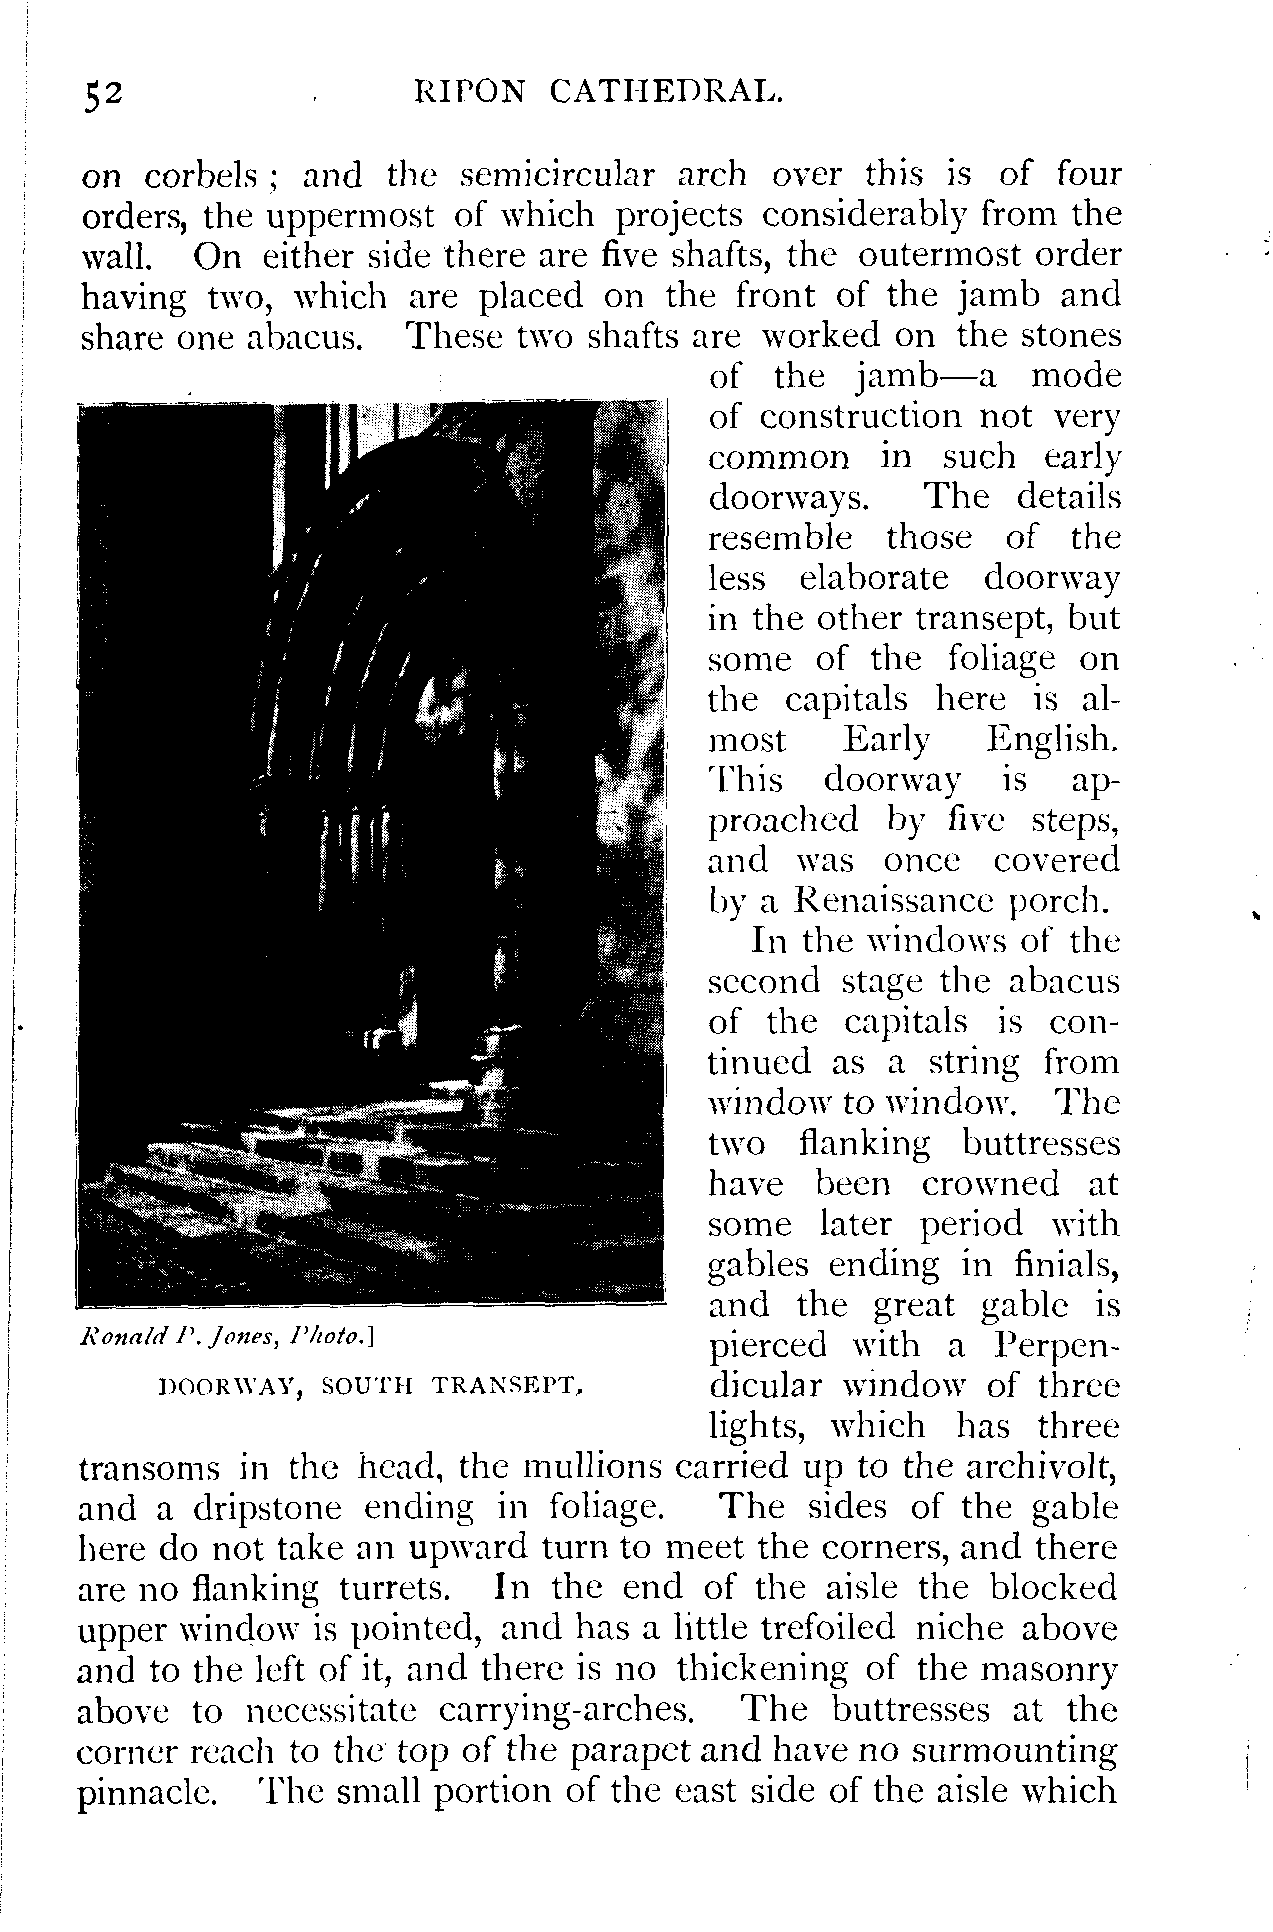 52 RIPON CATHEDRAL.
on corbels ; and the semicircular arch over this is of four
orders, the uppermost of which projects considerably from the
wall. On either side there are five shafts, the outermost order
having two, which are placed on the front of the jamb and
share one abacus. These two shafts are worked on the stones
of the jamb—a mode
of construction not very
common in such early
doorways. The details
resemble those of the
less elaborate doorway
in the other transept, but
some of the foliage on
the capitals here is al-
most Early English.
This doorway is ap-
proached by five steps,
and was once covered
by a Renaissance porch.
In the windows of the
second stage the abacus
of the capitals is con-
tinued as a string from
window to window. The
two flanking buttresses
have been crowned at
some later period with
gables ending in finials,
and the great gable is
pierced with a Perpen-
dicular window of three
lights, which has three
Ronald P. Jones, Photo.]
DOORWAY, SOUTH TRANSEPT.
transoms in the head, the mullions carried up to the archivolt,
and a dripstone ending in foliage. The sides of the gable
here do not take an upward turn to meet the corners, and there
are no flanking turrets. In the end of the aisle the blocked
upper window is pointed, and has a little trefoiled niche above
and to the left of it, and there is no thickening of the masonry
above to necessitate carrying-arches. The buttresses at the
corner reach to the top of the parapet and have no surmounting
pinnacle. The small portion of the east side of the aisle which